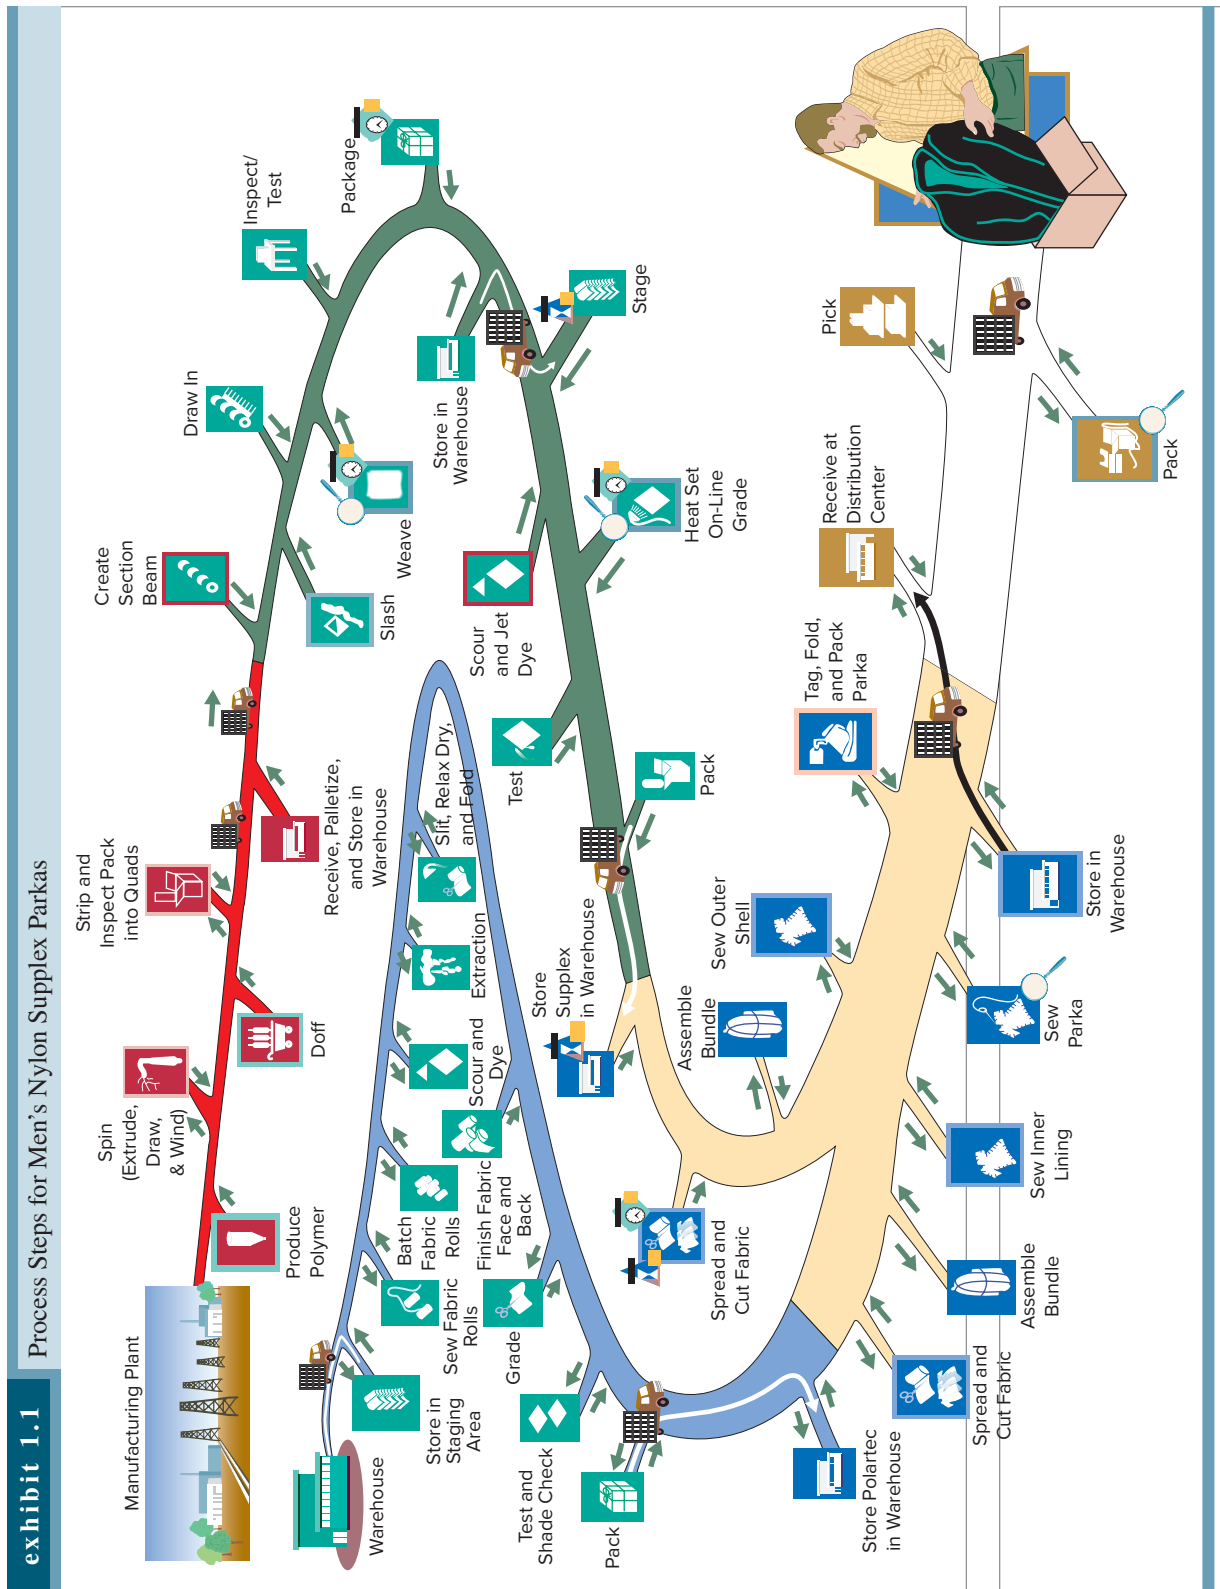 exhibit 1.1
Process Steps for Men's Nylon Supplex Parkas
Manufacturing Plant
Produce
Polymer
Spin
(Extrude,
Draw,
& Wind)
Doff
Strip and
Inspect Pack
into Quads
Receive, Palletize,
and Store in
Warehouse
Create
Section
Beam
Slash
Draw In
Weave
Inspect/
Test
Package
Store in
Warehouse
Stage
Scour
and Jet
Dye
Heat Set
On-Line
Grade
Test
Pack
Store
Supplex
in Warehouse
Warehouse
Store in
Staging
Area
Sew Fabric
Rolls
Batch
Fabric
Rolls
Scour and
Dye
Extraction
Slit, Relax Dry,
and Fold
Finish Fabric
Face and
Back
Grade
Test and
Shade Check
Pack
Store Polartec
in Warehouse
Spread and
Cut Fabric
Assemble
Bundle
Sew Outer
Shell
Spread and
Cut Fabric
Assemble
Bundle
Sew Inner
Lining
Sew
Parka
Tag, Fold,
and Pack
Parka
Store in
Warehouse
Receive at
Distribution
Center
Pick
Pack